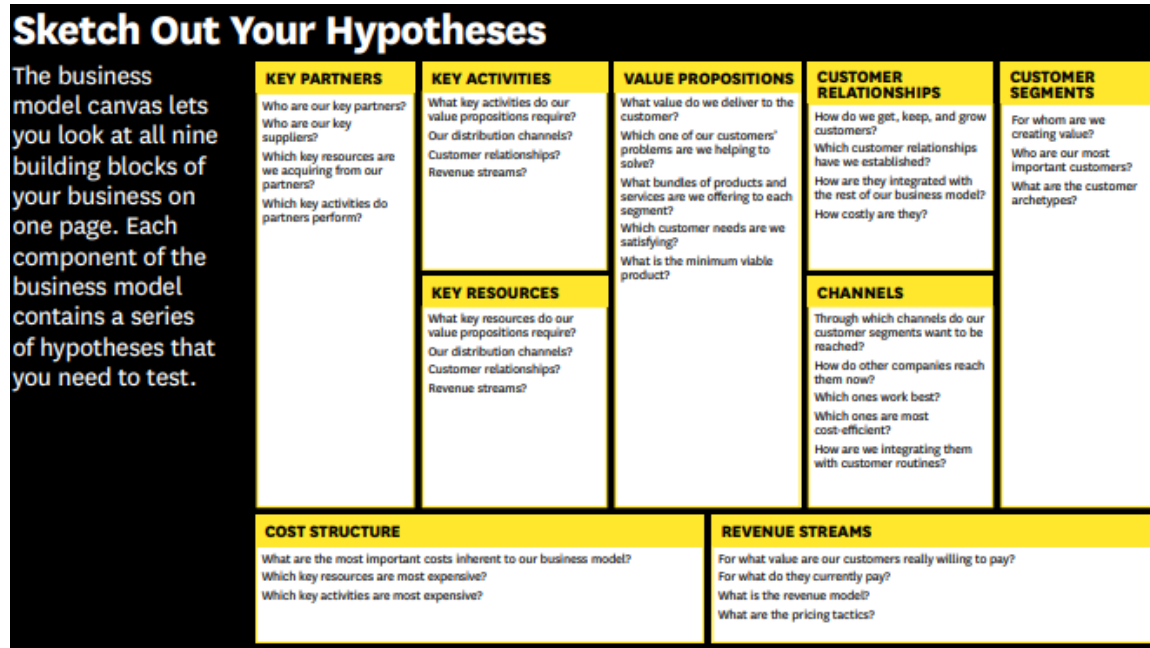 Sketch Out Your Hypotheses
The business
model canvas lets
you look at all nine
building blocks of
your business on
one page. Each
component of the
business model
contains a series
of hypotheses that
you need to test.
KEY PARTNERS
Who are our key partners?
Who are our key
suppliers?
Which key resources are
we acquiring from our
partners?
Which key activities do
partners perform?
KEY ACTIVITIES
What key activities do our
value propositions require?
Our distribution channels?
Customer relationships?
Revenue streams?
KEY RESOURCES
What key resources do our
value propositions require?
Our distribution channels?
Customer relationships?
Revenue streams?
VALUE PROPOSITIONS
What value do we deliver to the
customer?
Which one of our customers'
problems are we helping to
solve?
What bundles of products and
services are we offering to each
segment?
Which customer needs are we
satisfying?
What is the minimum viable
product?
CUSTOMER
RELATIONSHIPS
How do we get, keep, and grow
customers?
Which customer relationships
have we established?
How are they integrated with
the rest of our business model?
How costly are they?
CHANNELS
Through which channels do our
customer segments want to be
reached?
How do other companies reach
them now?
Which ones work best?
Which ones are most
cost-efficient?
How are we integrating them
with customer routines?
CUSTOMER
SEGMENTS
For whom are we
creating value?
Who are our most
important customers?
What are the customer
archetypes?
COST STRUCTURE
What are the most important costs inherent to our business model?
Which key resources are most expensive?
Which key activities are most expensive?
REVENUE STREAMS
For what value are our customers really willing to pay?
For what do they currently pay?
What is the revenue model?
What are the pricing tactics?